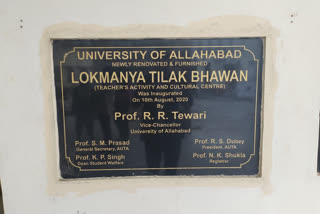 UNIVERSITY OF ALLAHABAD
NEWLY RENOVATED & FURNISHED
LOKMANYA TILAK BHAWAN
(TEACHER'S ACTIVITY AND CULTURAL CENTRE)
Was Inaugurated
On 10th August, 2020
By
Prof. R. R. Tewari
Vice-Chancellor
University of Allahabad
Prof. S. M. Prasad
General Secretary, AUTA
Prof. R. S. Dubey
President, AUTA
Prof. K. P. Singh
Dean Student Welfare
Prof. N. K. Shukla
Registrar